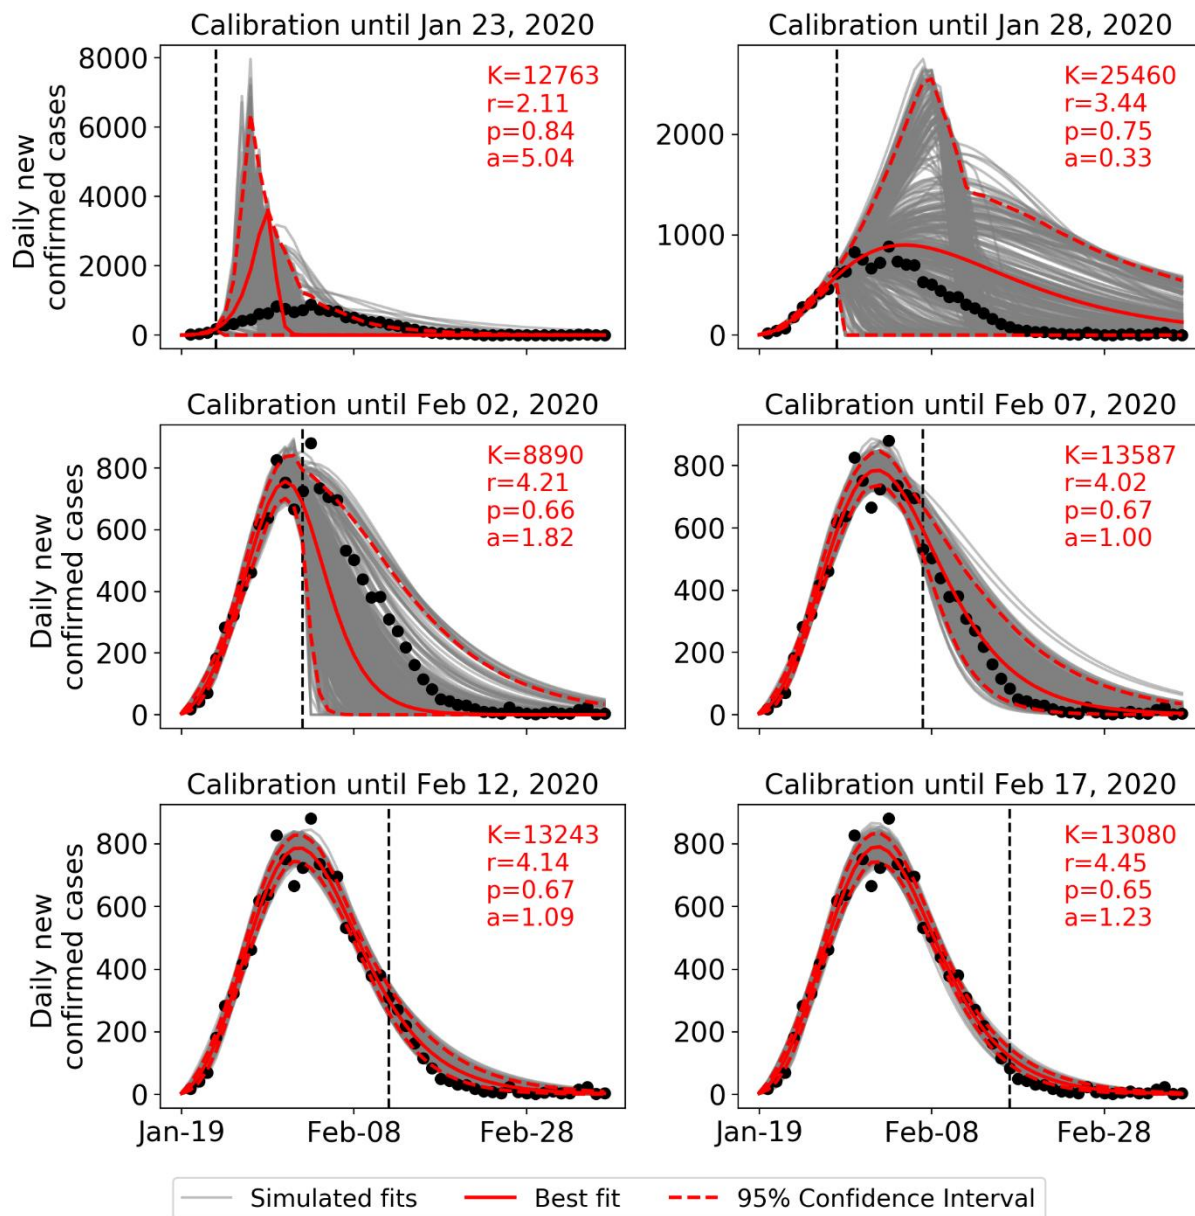 Calibration until Jan 23, 2020
Daily new
confirmed cases
8000
6000
4000
2000
0
K=12763
r=2.11
p=0.84
a=5.04
Calibration until Jan 28, 2020
2000
1000
0
K=25460
r=3.44
p=0.75
a=0.33
Calibration until Feb 02, 2020
Daily new
confirmed cases
800
600
400
200
0
K=8890
r=4.21
p=0.66
a=1.82
Calibration until Feb 07, 2020
800
600
400
200
0
K=13587
r=4.02
p=0.67
a=1.00
Calibration until Feb 12, 2020
Daily new
confirmed cases
800
600
400
200
0
K=13243
r=4.14
p=0.67
a=1.09
Jan-19 Feb-08 Feb-28
Calibration until Feb 17, 2020
800
600
400
200
0
K=13080
r=4.45
p=0.65
a=1.23
Jan-19 Feb-08 Feb-28
Simulated fits Best fit 95% Confidence Interval